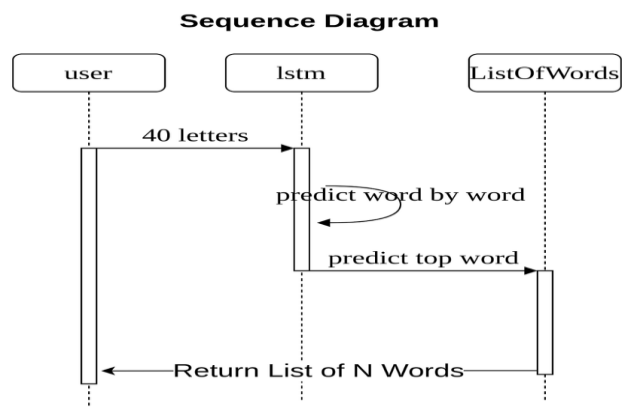 Sequence Diagram
user
lstm
ListOfWords
40 letters
predict word by word
predict top word
Return List of N Words